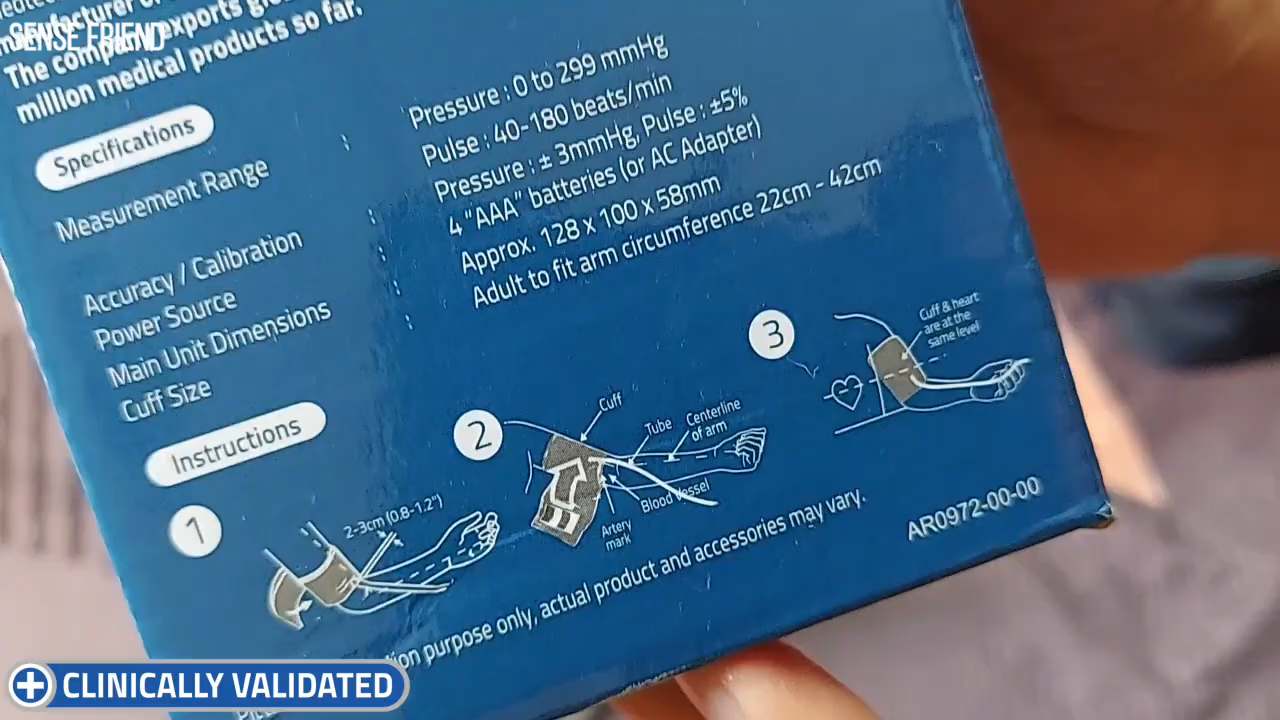 SENSE FRIEND
The company exports
million medical products so far.
Specifications
Measurement Range : Pressure : 0 to 299 mmHg
Pulse : 40-180 beats/min
Accuracy / Calibration : Pressure : ± 3mmHg, Pulse : ±5%
Power Source : 4 "AAA" batteries (or AC Adapter)
Main Unit Dimensions : Approx. 128 x 100 x 58mm
Cuff Size : Adult to fit arm circumference 22cm - 42cm
Instructions
1
2-3cm (0.8-1.2")
2
Cuff
Tube
Centerline
of arm
Blood vessel
Artery
mark
3
Cuff & heart
are at the
same level
purpose only, actual product and accessories may vary.
AR0972-00-00
CLINICALLY VALIDATED